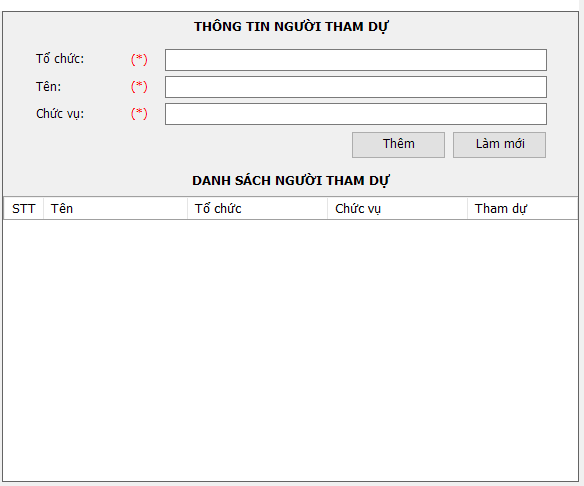 THÔNG TIN NGƯỜI THAM DỰ
Tổ chức: (*)
Tên: (*)
Chức vụ: (*)
Thêm Làm mới
DANH SÁCH NGƯỜI THAM DỰ
STT Tên Tổ chức Chức vụ Tham dự